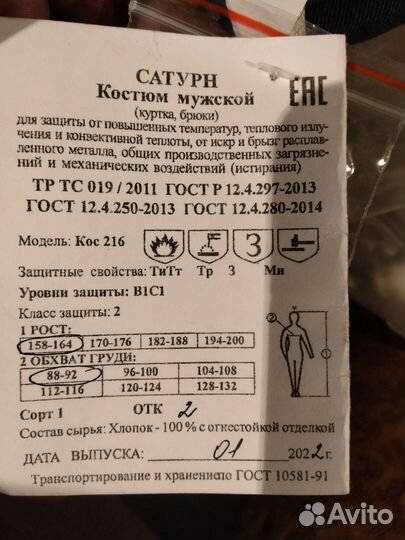 САТУРН
Костюм мужской
(куртка, брюки)
для защиты от повышенных температур, теплового излу-
чения и конвективной теплоты, от искр и брызг расплав-
ленного металла, общих производственных загрязне-
ний и механических воздействий (истирания)
EAC
ТР ТС 019 / 2011 ГОСТ Р 12.4.297-2013
ГОСТ 12.4.250-2013 ГОСТ 12.4.280-2014
Модель: Кос 216
З
Защитные свойства: ТиТт Тр З Ми
Уровни защиты: В1С1
Класс защиты: 2
1 РОСТ:
158-164 170-176 182-188 194-200
2 ОБХВАТ ГРУДИ:
88-92 96-100 104-108
112-116 120-124 128-132
М
2
1
Сорт 1 ОТК 2
Состав сырья: Хлопок - 100 % с огнестойкой отделкой
ДАТА ВЫПУСКА: 01 2022г.
Транспортирование и хранение по ГОСТ 10581-91
Avito